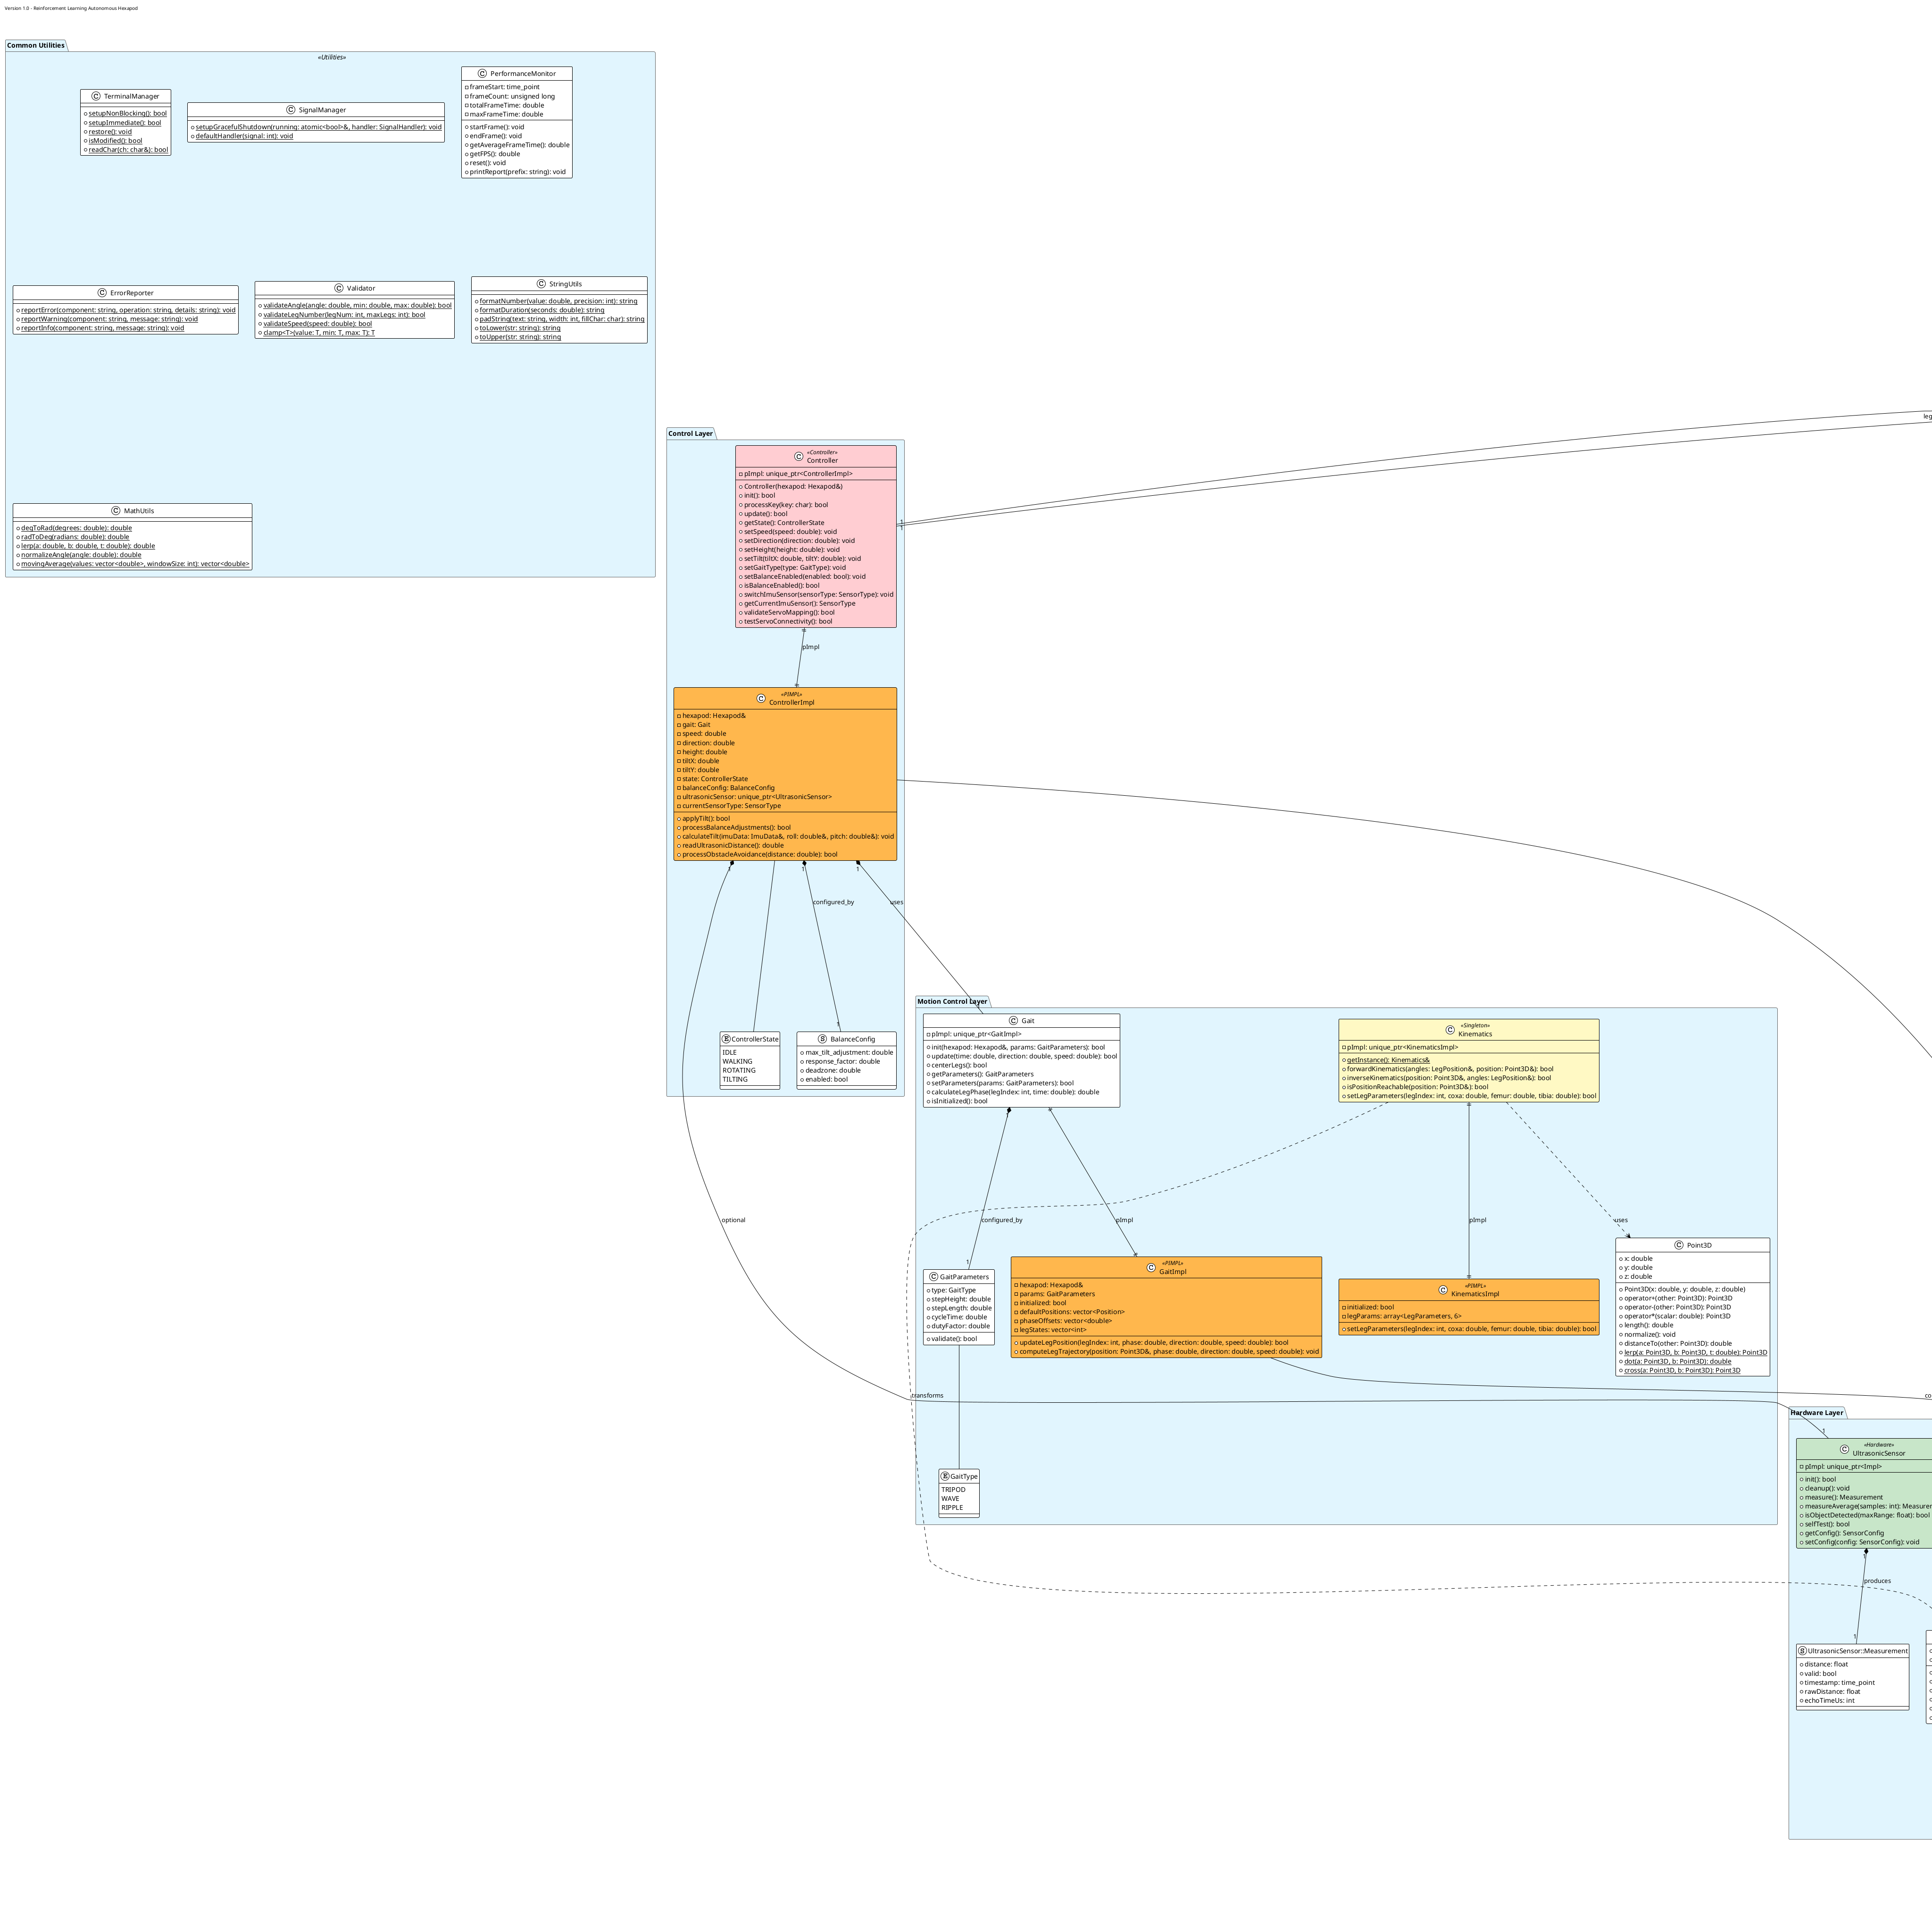 Version 1.0 - Reinforcement Learning Autonomous Hexapod
Common Utilities
«Utilities»
C TerminalManager
setupNonBlocking(): bool
setupImmediate(): bool
restore(): void
isModified(): bool
readChar(ch: char&): bool
C SignalManager
setupGracefulShutdown(running: atomic<bool>&, handler: SignalHandler): void
defaultHandler(signal: int): void
C PerformanceMonitor
frameStart: time_point
frameCount: unsigned long
totalFrameTime: double
maxFrameTime: double
startFrame(): void
endFrame(): void
getAverageFrameTime(): double
getFPS(): double
reset(): void
printReport(prefix: string): void
C ErrorReporter
reportError(component: string, operation: string, details: string): void
reportWarning(component: string, message: string): void
reportInfo(component: string, message: string): void
C Validator
validateAngle(angle: double, min: double, max: double): bool
validateLegNumber(legNum: int, maxLegs: int): bool
validateSpeed(speed: double): bool
clamp<T>(value: T, min: T, max: T): T
C StringUtils
formatNumber(value: double, precision: int): string
formatDuration(seconds: double): string
padString(text: string, width: int, fillChar: char): string
toLower(str: string): string
toUpper(str: string): string
C MathUtils
degToRad(degrees: double): double
radToDeg(radians: double): double
lerp(a: double, b: double, t: double): double
normalizeAngle(angle: double): double
movingAverage(values: vector<double>, windowSize: int): vector<double>
leg
Control Layer
«Controller»
C Controller
pImpl: unique_ptr<ControllerImpl>
Controller(hexapod: Hexapod&)
init(): bool
processKey(key: char): bool
update(): bool
getState(): ControllerState
setSpeed(speed: double): void
setDirection(direction: double): void
setHeight(height: double): void
setTilt(tiltX: double, tiltY: double): void
setGaitType(type: GaitType): void
setBalanceEnabled(enabled: bool): void
isBalanceEnabled(): bool
switchImuSensor(sensorType: SensorType): void
getCurrentImuSensor(): SensorType
validateServoMapping(): bool
testServoConnectivity(): bool
1
1
pImpl
«PIMPL»
C ControllerImpl
hexapod: Hexapod&
gait: Gait
speed: double
direction: double
height: double
tiltX: double
tiltY: double
state: ControllerState
balanceConfig: BalanceConfig
ultrasonicSensor: unique_ptr<UltrasonicSensor>
currentSensorType: SensorType
applyTilt(): bool
processBalanceAdjustments(): bool
calculateTilt(imuData: ImuData&, roll: double&, pitch: double&): void
readUltrasonicDistance(): double
processObstacleAvoidance(distance: double): bool
1
1
1
configured_by
uses
1
1
E ControllerState
IDLE
WALKING
ROTATING
TILTING
S BalanceConfig
max_tilt_adjustment: double
response_factor: double
deadzone: double
enabled: bool
Motion Control Layer
C Gait
pImpl: unique_ptr<GaitImpl>
init(hexapod: Hexapod&, params: GaitParameters): bool
update(time: double, direction: double, speed: double): bool
centerLegs(): bool
getParameters(): GaitParameters
setParameters(params: GaitParameters): bool
calculateLegPhase(legIndex: int, time: double): double
isInitialized(): bool
«Singleton»
C Kinematics
pImpl: unique_ptr<KinematicsImpl>
getInstance(): Kinematics&
forwardKinematics(angles: LegPosition&, position: Point3D&): bool
inverseKinematics(position: Point3D&, angles: LegPosition&): bool
isPositionReachable(position: Point3D&): bool
setLegParameters(legIndex: int, coxa: double, femur: double, tibia: double): bool
1
optional
configured_by
pImpl
pImpl
uses
1
C GaitParameters
type: GaitType
stepHeight: double
stepLength: double
cycleTime: double
dutyFactor: double
validate(): bool
«PIMPL»
C GaitImpl
hexapod: Hexapod&
params: GaitParameters
initialized: bool
defaultPositions: vector<Position>
phaseOffsets: vector<double>
legStates: vector<int>
updateLegPosition(legIndex: int, phase: double, direction: double, speed: double): bool
computeLegTrajectory(position: Point3D&, phase: double, direction: double, speed: double): void
«PIMPL»
C KinematicsImpl
initialized: bool
legParams: array<LegParameters, 6>
setLegParameters(legIndex: int, coxa: double, femur: double, tibia: double): bool
C Point3D
x: double
y: double
z: double
Point3D(x: double, y: double, z: double)
operator+(other: Point3D): Point3D
operator-(other: Point3D): Point3D
operator*(scalar: double): Point3D
length(): double
normalize(): void
distanceTo(other: Point3D): double
lerp(a: Point3D, b: Point3D, t: double): Point3D
dot(a: Point3D, b: Point3D): double
cross(a: Point3D, b: Point3D): Point3D
transforms
co
E GaitType
TRIPOD
WAVE
RIPPLE
Hardware Layer
1
«Hardware»
C UltrasonicSensor
pImpl: unique_ptr<Impl>
init(): bool
cleanup(): void
measure(): Measurement
measureAverage(samples: int): Measurem
isObjectDetected(maxRange: float): bool
selfTest(): bool
getConfig(): SensorConfig
setConfig(config: SensorConfig): void
1
produces
1
S UltrasonicSensor::Measurement
distance: float
valid: bool
timestamp: time_point
rawDistance: float
echoTimeUs: int